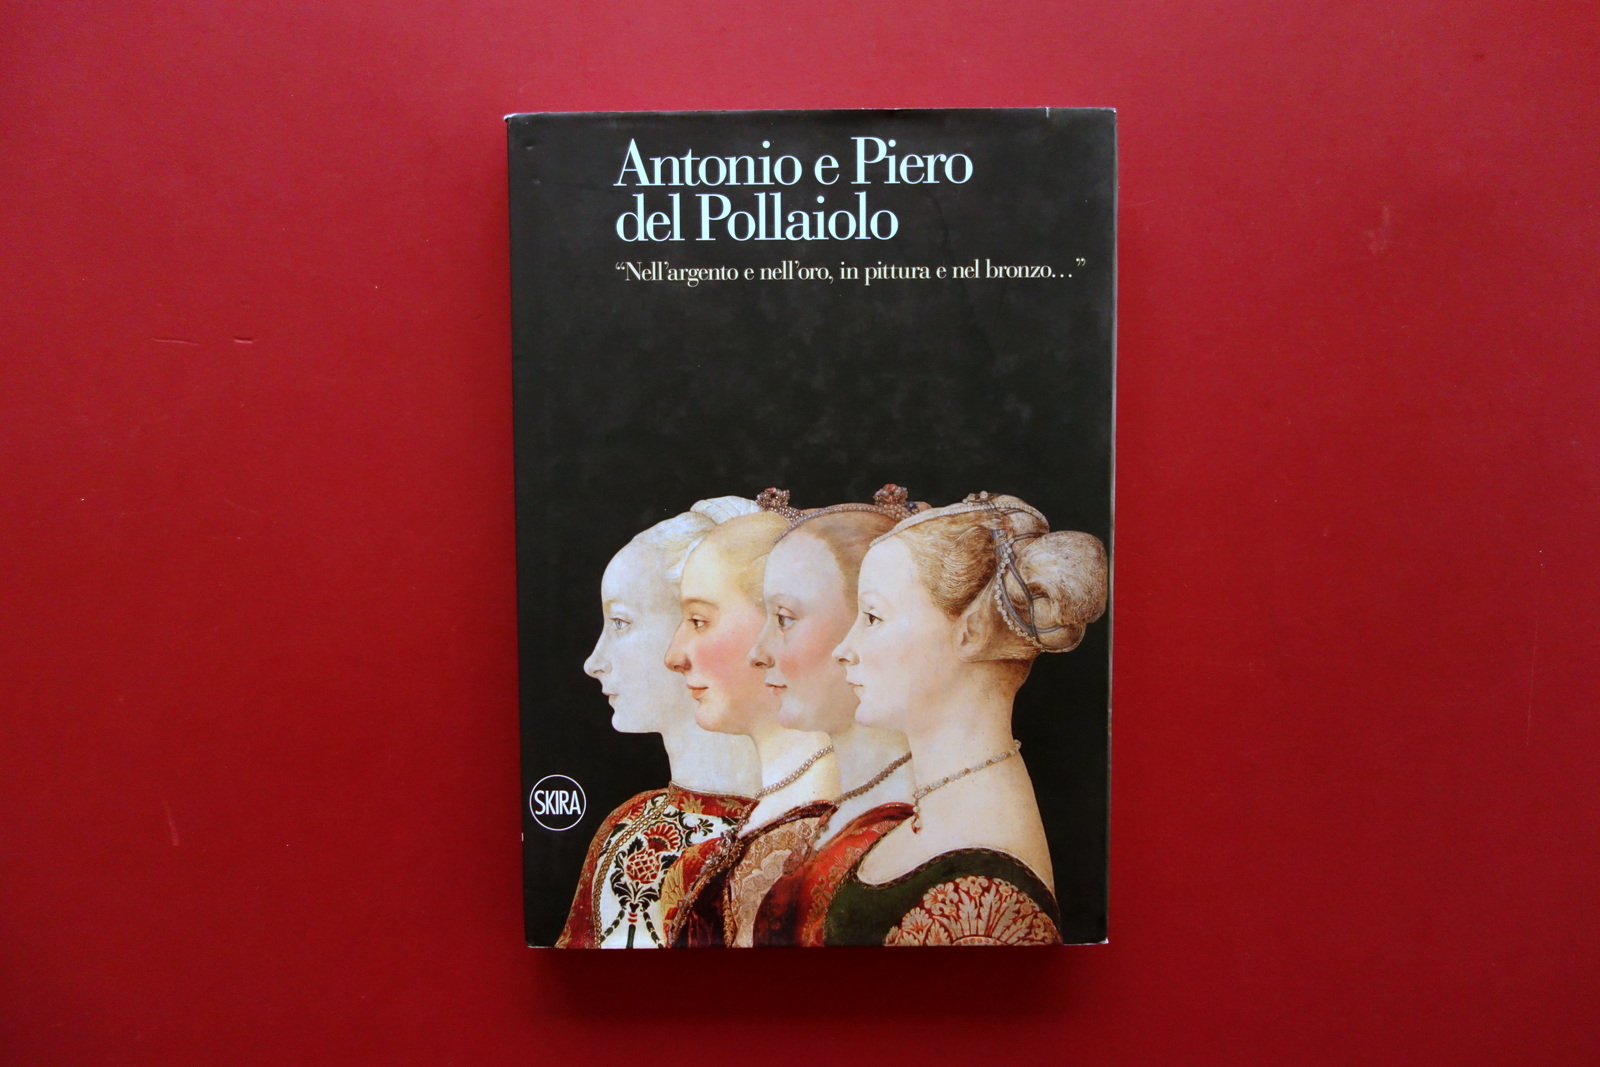 Antonio e Piero
del Pollaiolo
“Nell’argento e nell’oro, in pittura e nel bronzo...”
SKIRA